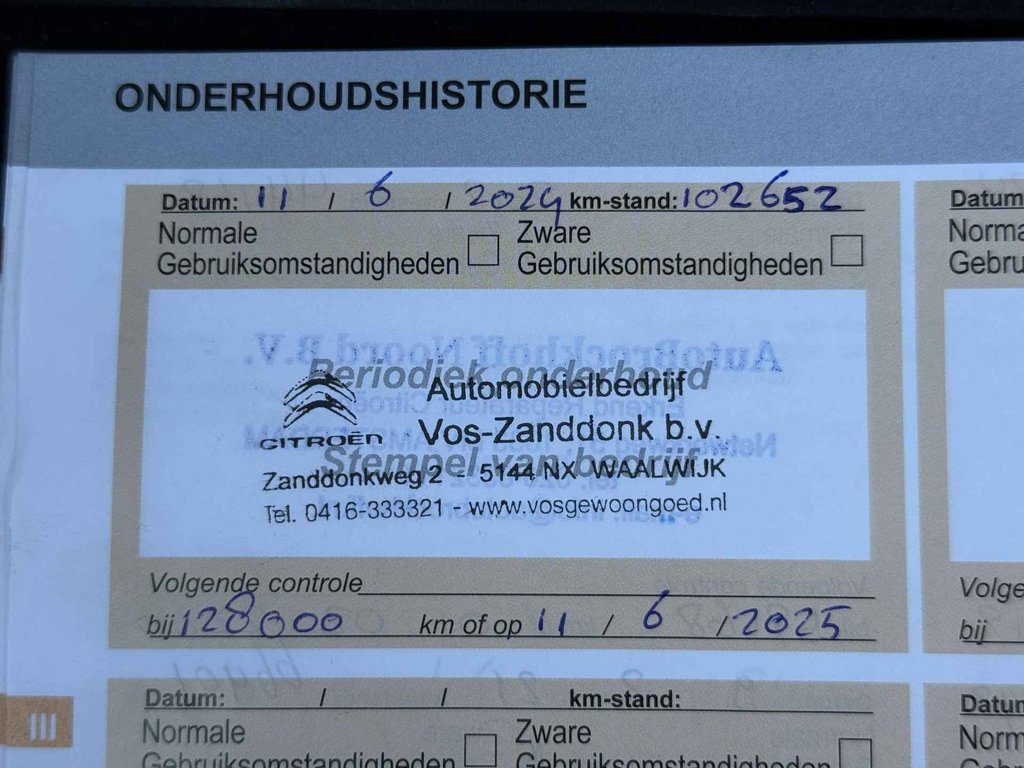 ONDERHOUDSHISTORIE
Datum: 11 / 6 / 2024 km-stand: 102652
Normale
Gebruiksomstandigheden
Zware
Gebruiksomstandigheden
Periodiek onderhoud
Automobielbedrijf
CITROËN
Vos-Zanddonk b.v.
Stempel van bedrijf
Zanddonkweg 2 - 5144 NX WAALWIJK
Tel. 0416-333321 - www.vosgewoongoed.nl
Volgende controle
bij 128000 km of op 11 / 6 / 2025
Datum: / / km-stand:
Normale
Gebruiksomstandigheden
Zware
Gebruiksomstandigheden
III
Datum
Norma
Gebru
Volge
bij
Datum
Norm